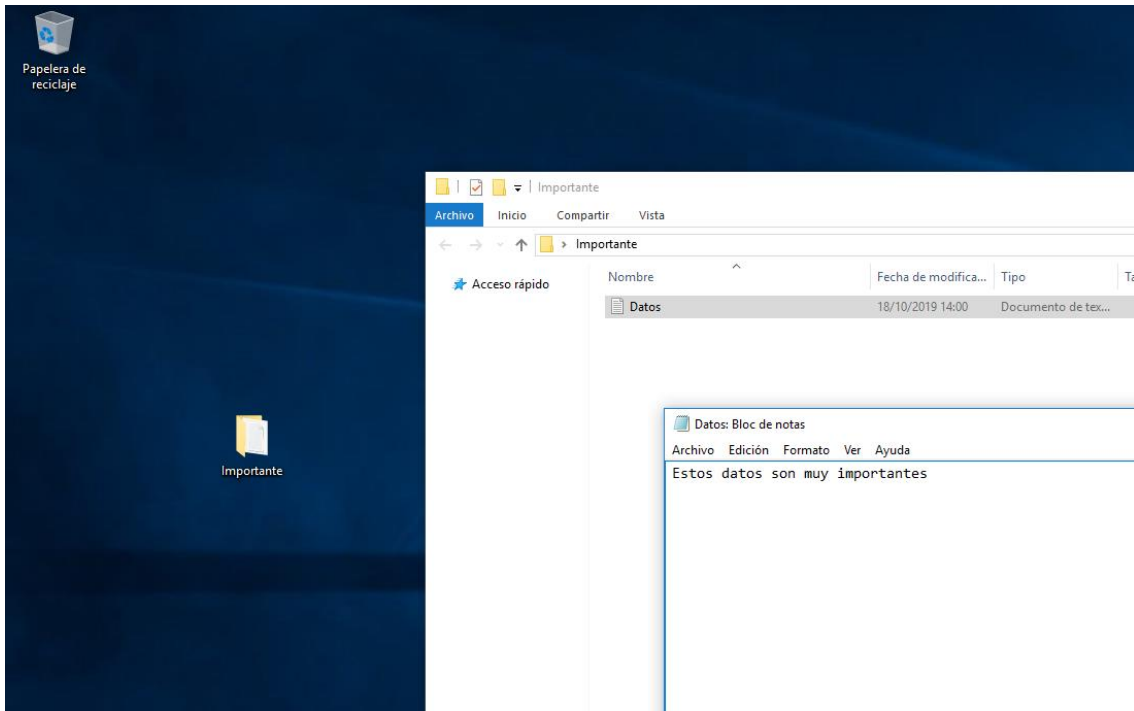 Papelera de
reciclaje
Importante
Archivo Inicio Compartir Vista
Importante
Acceso rápido
Nombre Fecha de modifica... Tipo
Datos 18/10/2019 14:00 Documento de tex...
Datos: Bloc de notas
Archivo Edición Formato Ver Ayuda
Estos datos son muy importantes
Importante